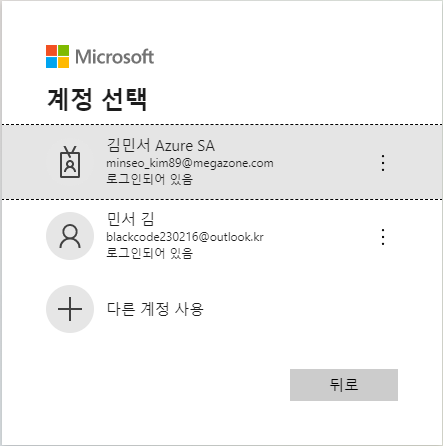 Microsoft
계정 선택
김민서 Azure SA
minseo_kim89@megazone.com
로그인되어 있음
민서 김
blackcode230216@outlook.kr
로그인되어 있음
다른 계정 사용
뒤로